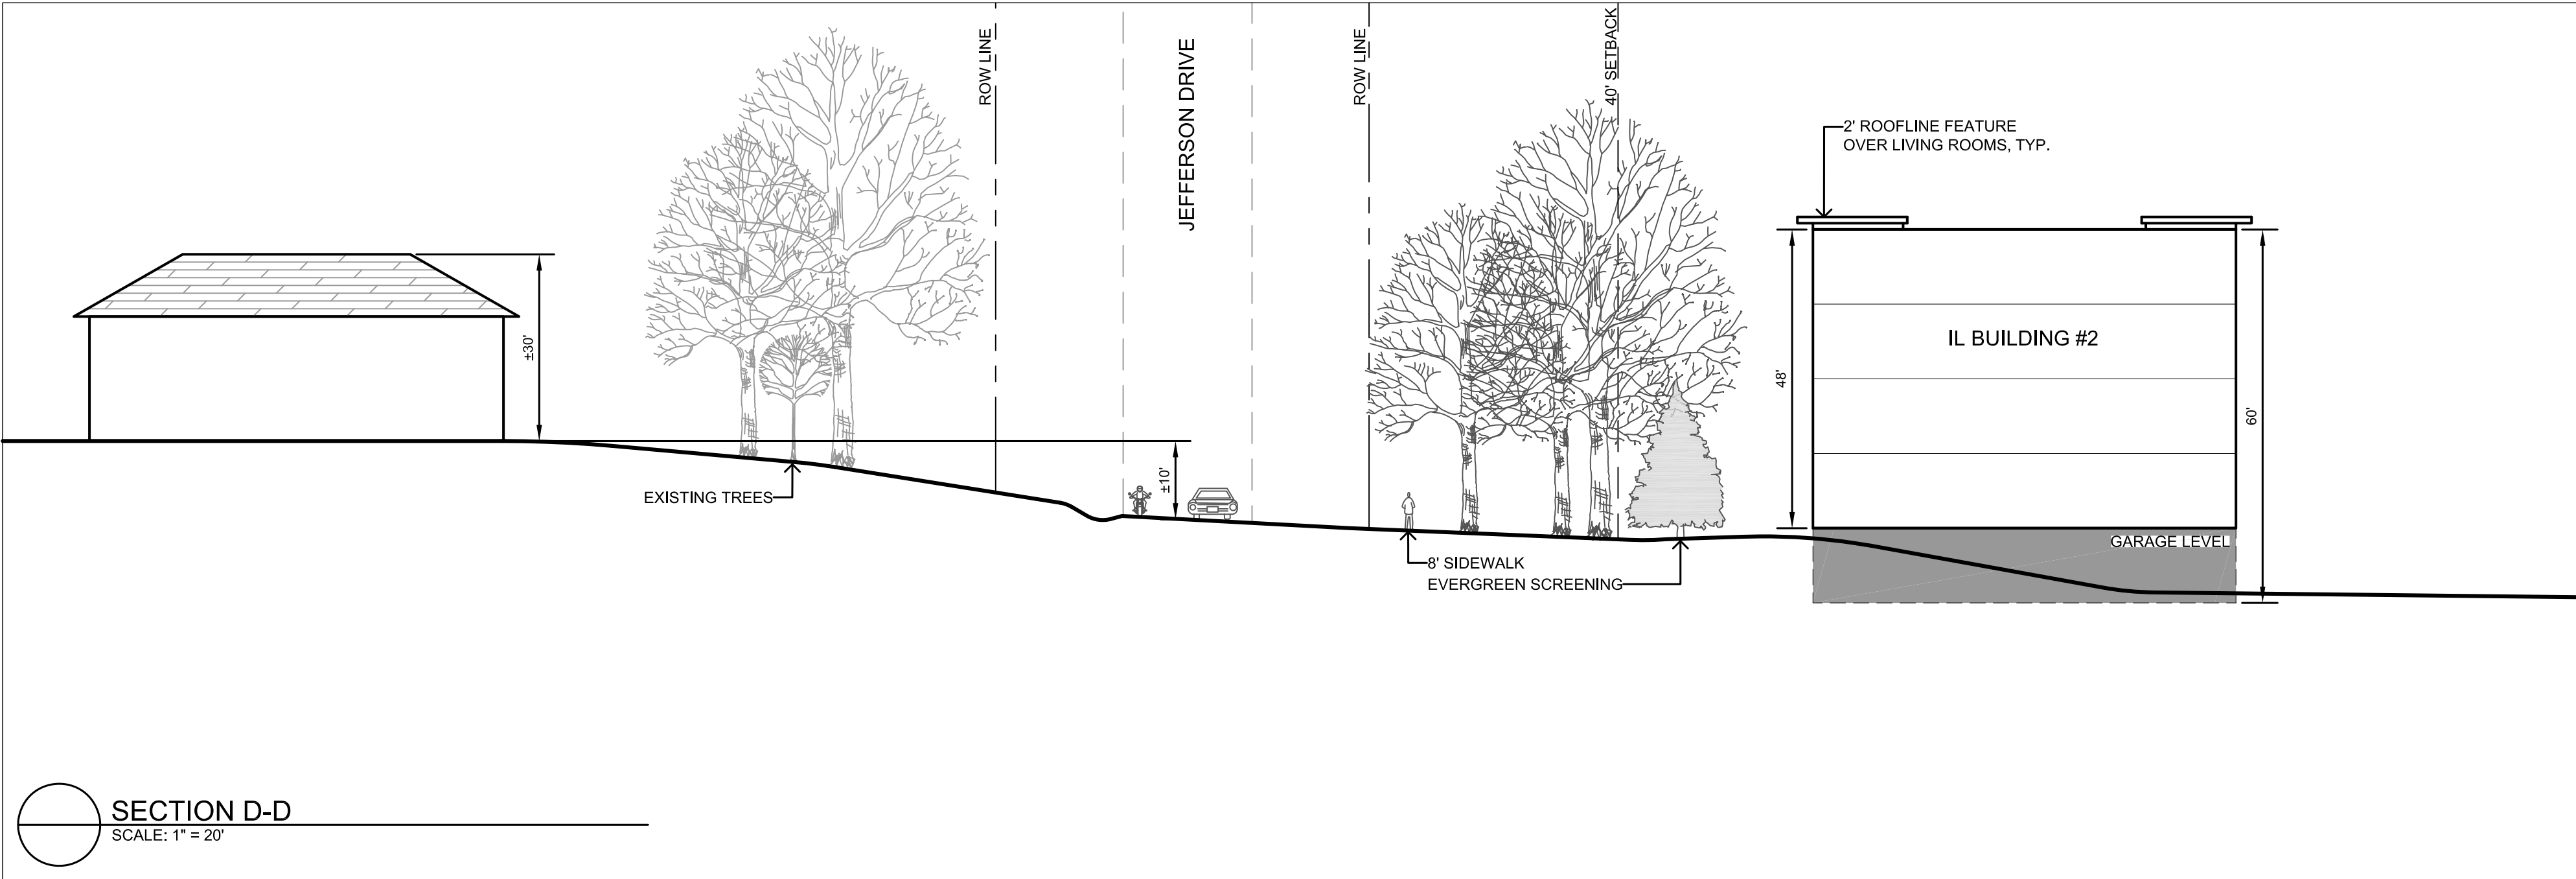 ROW LINE
JEFFERSON DRIVE
ROW LINE
40' SETBACK
2' ROOFLINE FEATURE
OVER LIVING ROOMS, TYP.
±30'
IL BUILDING #2
48'
60'
±10'
EXISTING TREES
8' SIDEWALK
EVERGREEN SCREENING
GARAGE LEVEL
SECTION D-D
SCALE: 1" = 20'